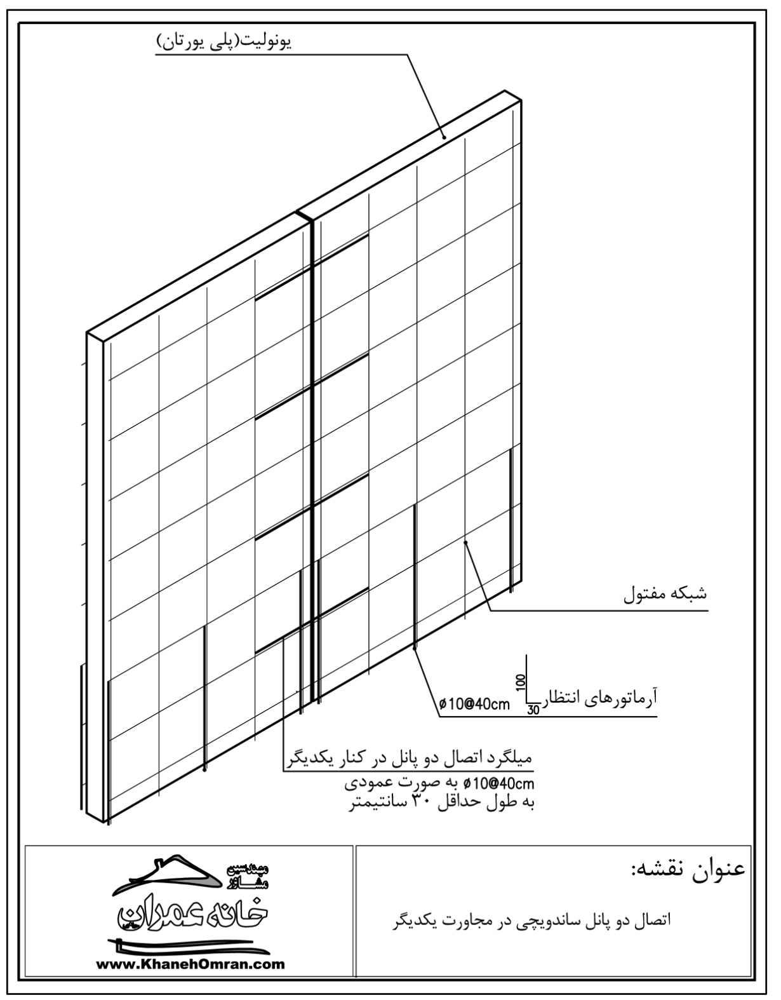 یونولیت(پلی یورتان)
شبکه مفتول
آرماتورهای انتظار
100
30
ø10@40cm
میلگرد اتصال دو پانل در کنار یکدیگر
ø10@40cm به صورت عمودی
به طول حداقل ۳۰ سانتیمتر
عنوان نقشه:
اتصال دو پانل ساندویچی در مجاورت یکدیگر
مهندسین
مشاور
خانه عمران
www.KhanehOmran.com